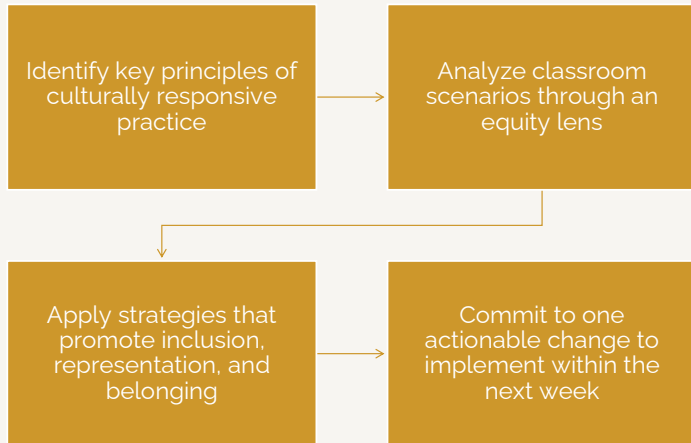 Identify key principles of
culturally responsive
practice
Analyze classroom
scenarios through an
equity lens
Apply strategies that
promote inclusion,
representation, and
belonging
Commit to one
actionable change to
implement within the
next week